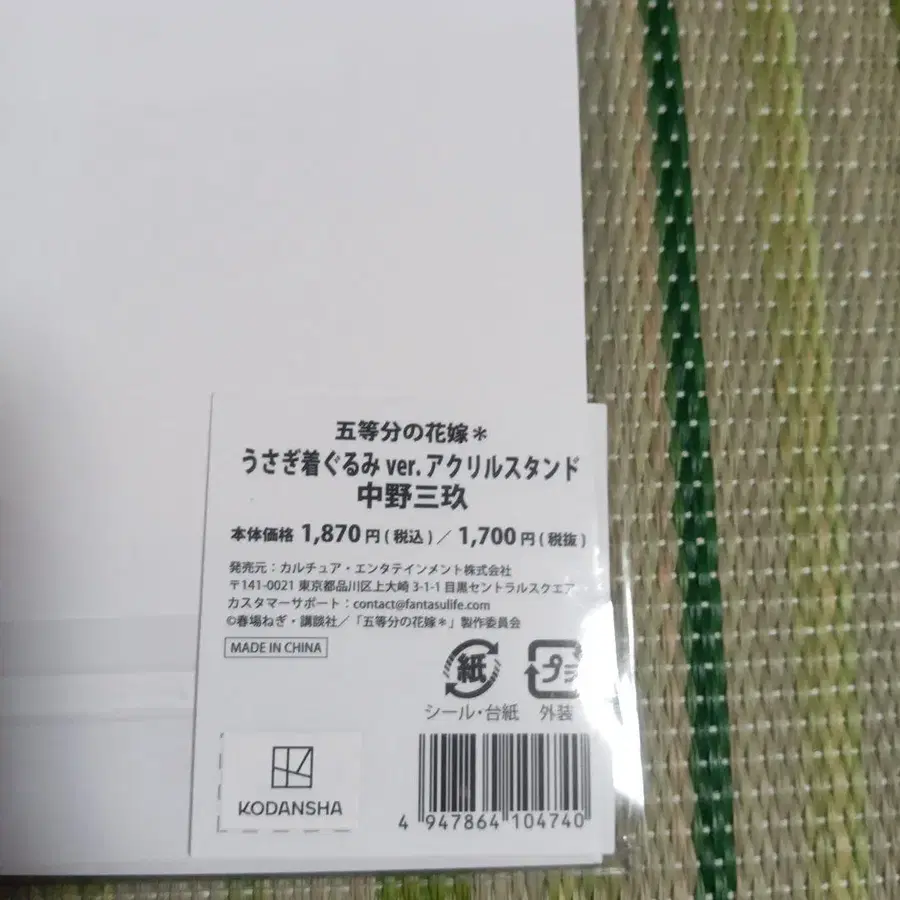 五等分の花嫁＊
うさぎ着ぐるみ ver. アクリルスタンド
中野三玖
本体価格 1,870 円 ( 税込 ) ／ 1,700 円 ( 税抜 )
発売元：カルチュア・エンタテインメント株式会社
〒141-0021 東京都品川区上大崎 3-1-1 目黒セントラルスクエア
カスタマーサポート：contact@fantasulife.com
©春場ねぎ・講談社／「五等分の花嫁＊」製作委員会
MADE IN CHINA
紙
プラ
シール・台紙
外装
KODANSHA
4 947864 104740